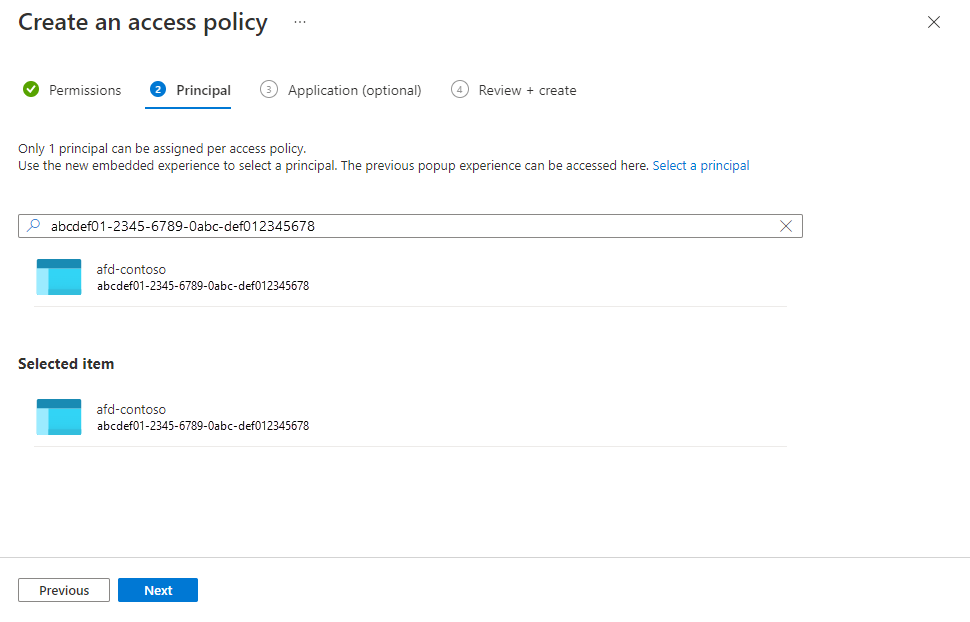 Create an access policy ...
Permissions 2 Principal 3 Application (optional) 4 Review + create
Only 1 principal can be assigned per access policy.
Use the new embedded experience to select a principal. The previous popup experience can be accessed here. Select a principal
abcdef01-2345-6789-0abc-def012345678
afd-contoso
abcdef01-2345-6789-0abc-def012345678
Selected item
afd-contoso
abcdef01-2345-6789-0abc-def012345678
Previous Next